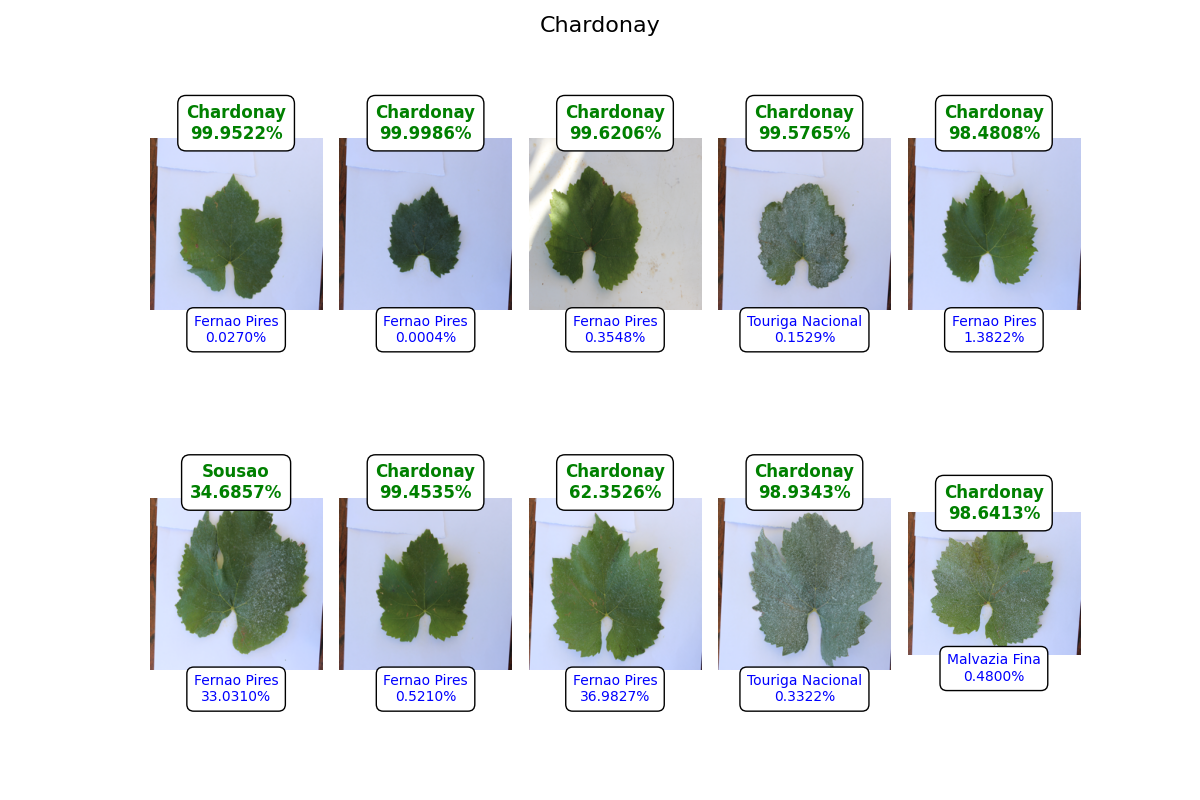 Chardonay
Chardonay
99.9522%
Chardonay
99.9986%
Chardonay
99.6206%
Chardonay
99.5765%
Chardonay
98.4808%
Fernao Pires
0.0270%
Fernao Pires
0.0004%
Fernao Pires
0.3548%
Touriga Nacional
0.1529%
Fernao Pires
1.3822%
Sousao
34.6857%
Chardonay
99.4535%
Chardonay
62.3526%
Chardonay
98.9343%
Chardonay
98.6413%
Fernao Pires
33.0310%
Fernao Pires
0.5210%
Fernao Pires
36.9827%
Touriga Nacional
0.3322%
Malvazia Fina
0.4800%